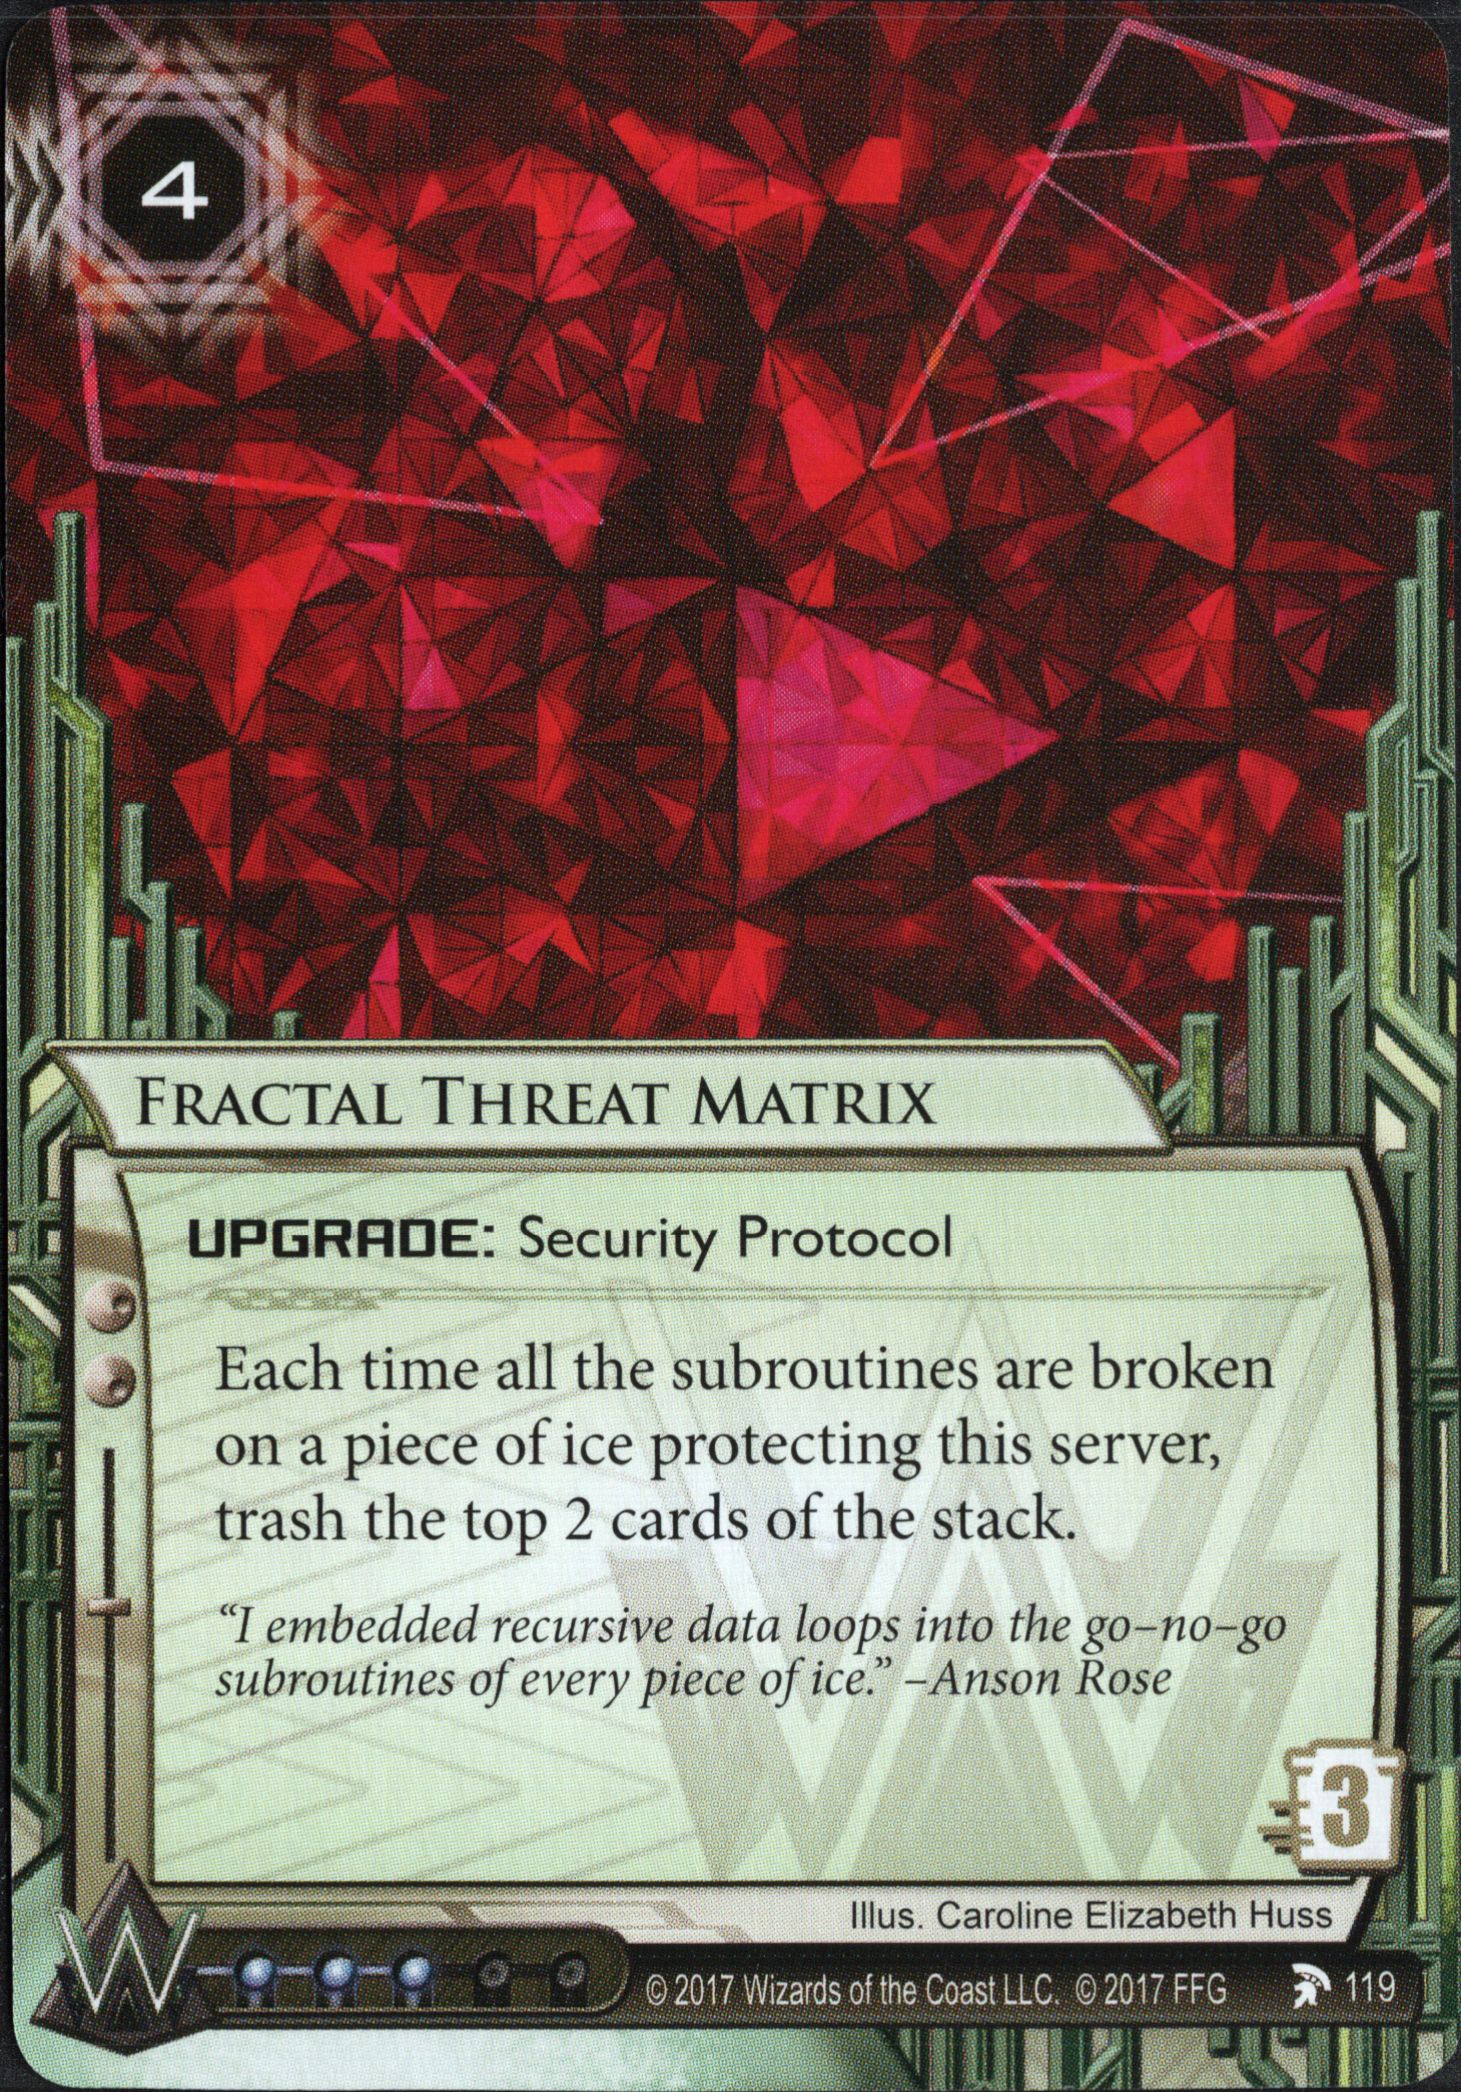 4
FRACTAL THREAT MATRIX
UPGRADE: Security Protocol
Each time all the subroutines are broken
on a piece of ice protecting this server,
trash the top 2 cards of the stack.
“I embedded recursive data loops into the go–no–go
subroutines of every piece of ice.” –Anson Rose
3
Illus. Caroline Elizabeth Huss
W
© 2017 Wizards of the Coast LLC. © 2017 FFG 119